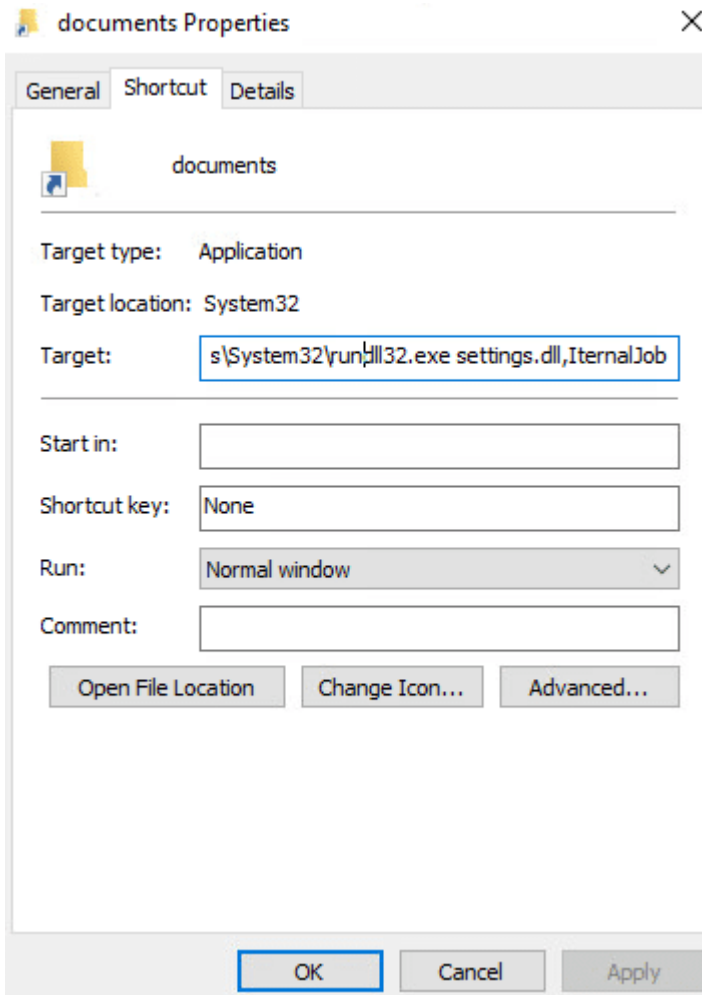 documents Properties
General Shortcut Details
documents
Target type: Application
Target location: System32
Target: s\System32\rundll32.exe settings.dll,IternalJob
Start in:
Shortcut key: None
Run: Normal window
Comment:
Open File Location Change Icon... Advanced...
OK Cancel Apply